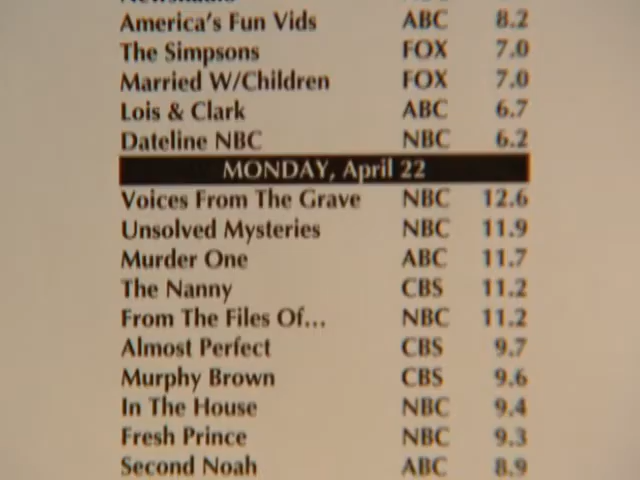 America's Fun Vids ABC 8.2
The Simpsons FOX 7.0
Married W/Children FOX 7.0
Lois & Clark ABC 6.7
Dateline NBC NBC 6.2
MONDAY, April 22
Voices From The Grave NBC 12.6
Unsolved Mysteries NBC 11.9
Murder One ABC 11.7
The Nanny CBS 11.2
From The Files Of... NBC 11.2
Almost Perfect CBS 9.7
Murphy Brown CBS 9.6
In The House NBC 9.4
Fresh Prince NBC 9.3
Second Noah ABC 8.9